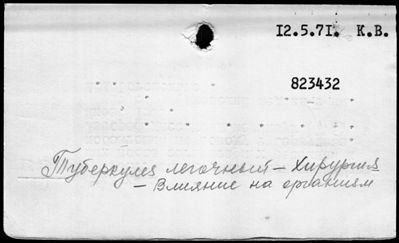 12.5.71. К.В.
823432
Туберкулез легочный – Хирургия
– Влияние на организм